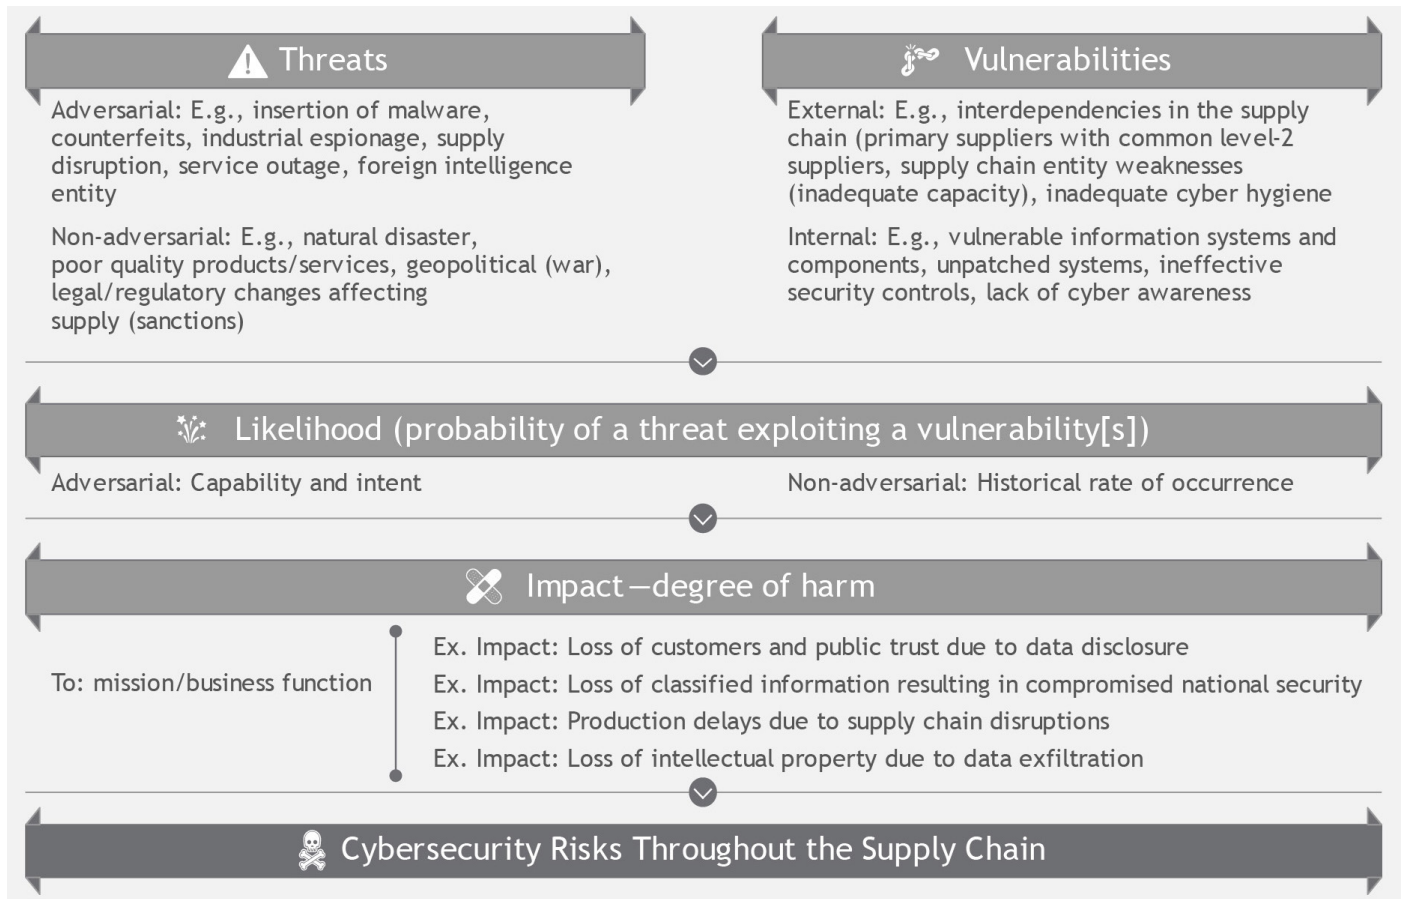 Threats
Adversarial: E.g., insertion of malware,
counterfeits, industrial espionage, supply
disruption, service outage, foreign intelligence
entity
Non-adversarial: E.g., natural disaster,
poor quality products/services, geopolitical (war),
legal/regulatory changes affecting
supply (sanctions)
Vulnerabilities
External: E.g., interdependencies in the supply
chain (primary suppliers with common level-2
suppliers, supply chain entity weaknesses
(inadequate capacity), inadequate cyber hygiene
Internal: E.g., vulnerable information systems and
components, unpatched systems, ineffective
security controls, lack of cyber awareness
Likelihood (probability of a threat exploiting a vulnerability[s])
Adversarial: Capability and intent
Non-adversarial: Historical rate of occurrence
Impact—degree of harm
To: mission/business function
Ex. Impact: Loss of customers and public trust due to data disclosure
Ex. Impact: Loss of classified information resulting in compromised national security
Ex. Impact: Production delays due to supply chain disruptions
Ex. Impact: Loss of intellectual property due to data exfiltration
Cybersecurity Risks Throughout the Supply Chain